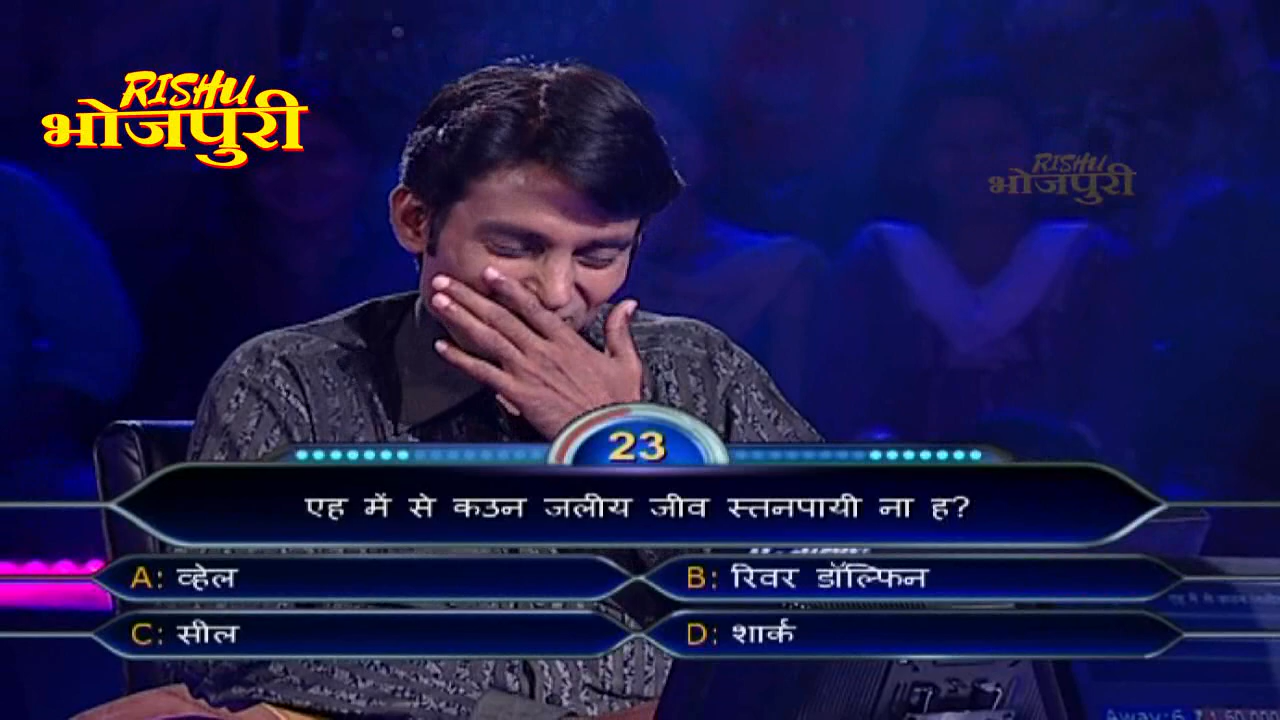 RISHU
भोजपुरी
RISHU
भोजपुरी
23
एह में से कउन जलीय जीव स्तनपायी ना ह?
A: व्हेल
B: रिवर डॉल्फिन
C: सील
D: शार्क